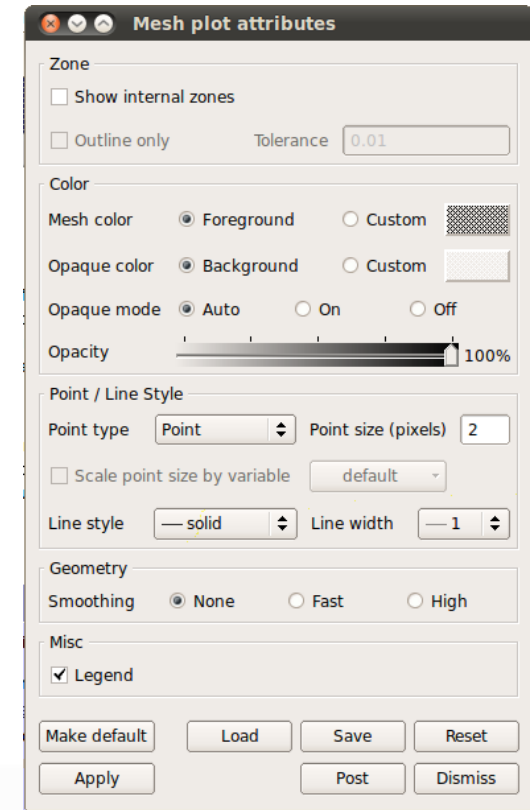 Mesh plot attributes
Zone
Show internal zones
Outline only Tolerance 0.01
Color
Mesh color Foreground Custom
Opaque color Background Custom
Opaque mode Auto On Off
Opacity 100%
Point / Line Style
Point type Point Point size (pixels) 2
Scale point size by variable default
Line style solid Line width 1
Geometry
Smoothing None Fast High
Misc
Legend
Make default Load Save Reset
Apply Post Dismiss